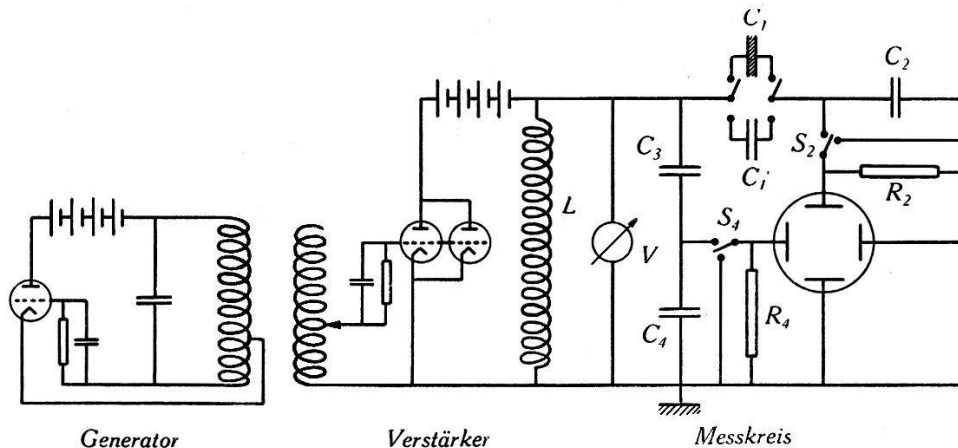 C₁
C₂
C₃
C₁'
S₂
R₂
L
S₄
V
C₄
R₄
Generator
Verstärker
Messkreis